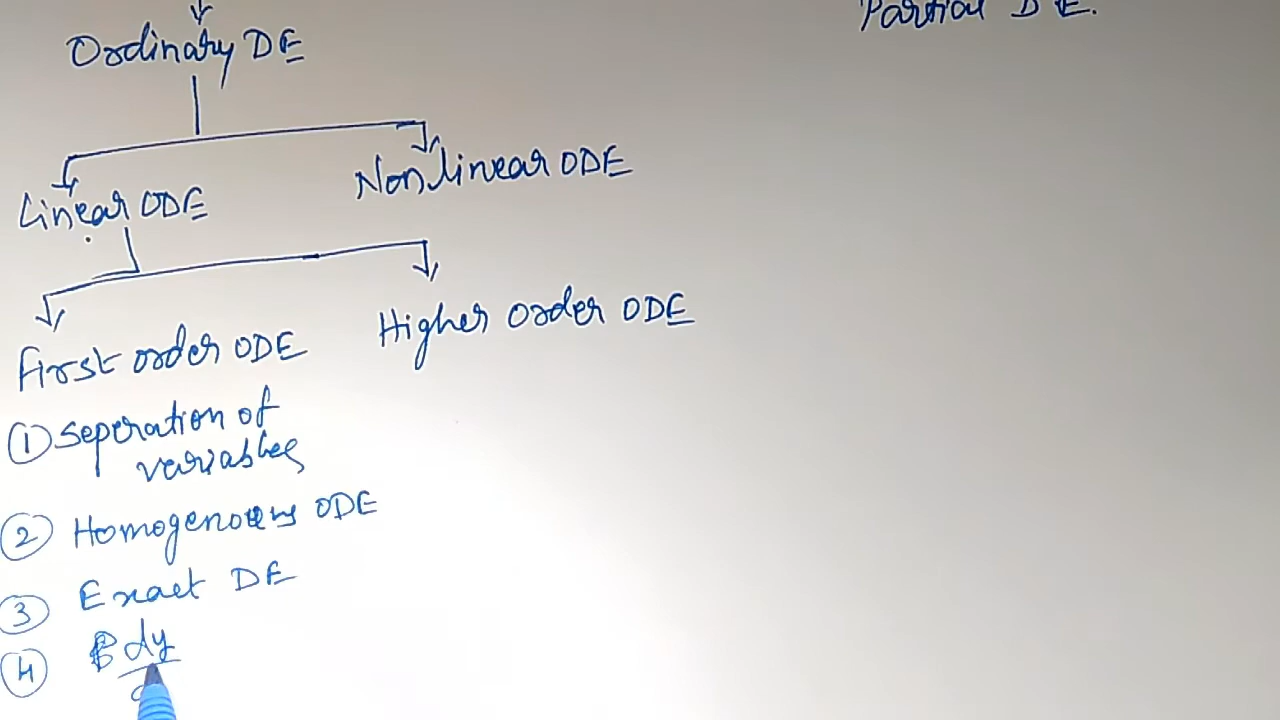 Partial DE.
Ordinary DE
Non linear ODE
Linear ODE
Higher order ODE
First order ODE
① Seperation of
variables
② Homogenous ODE
③ Exact DE
④ dy